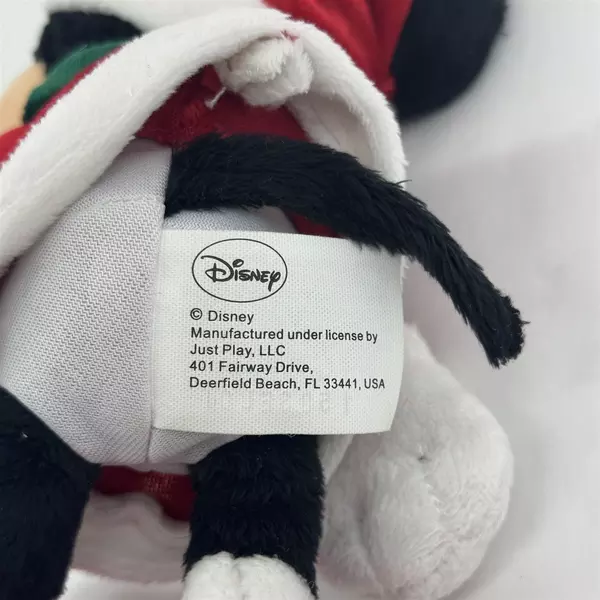 Disney
© Disney
Manufactured under license by
Just Play, LLC
401 Fairway Drive,
Deerfield Beach, FL 33441, USA